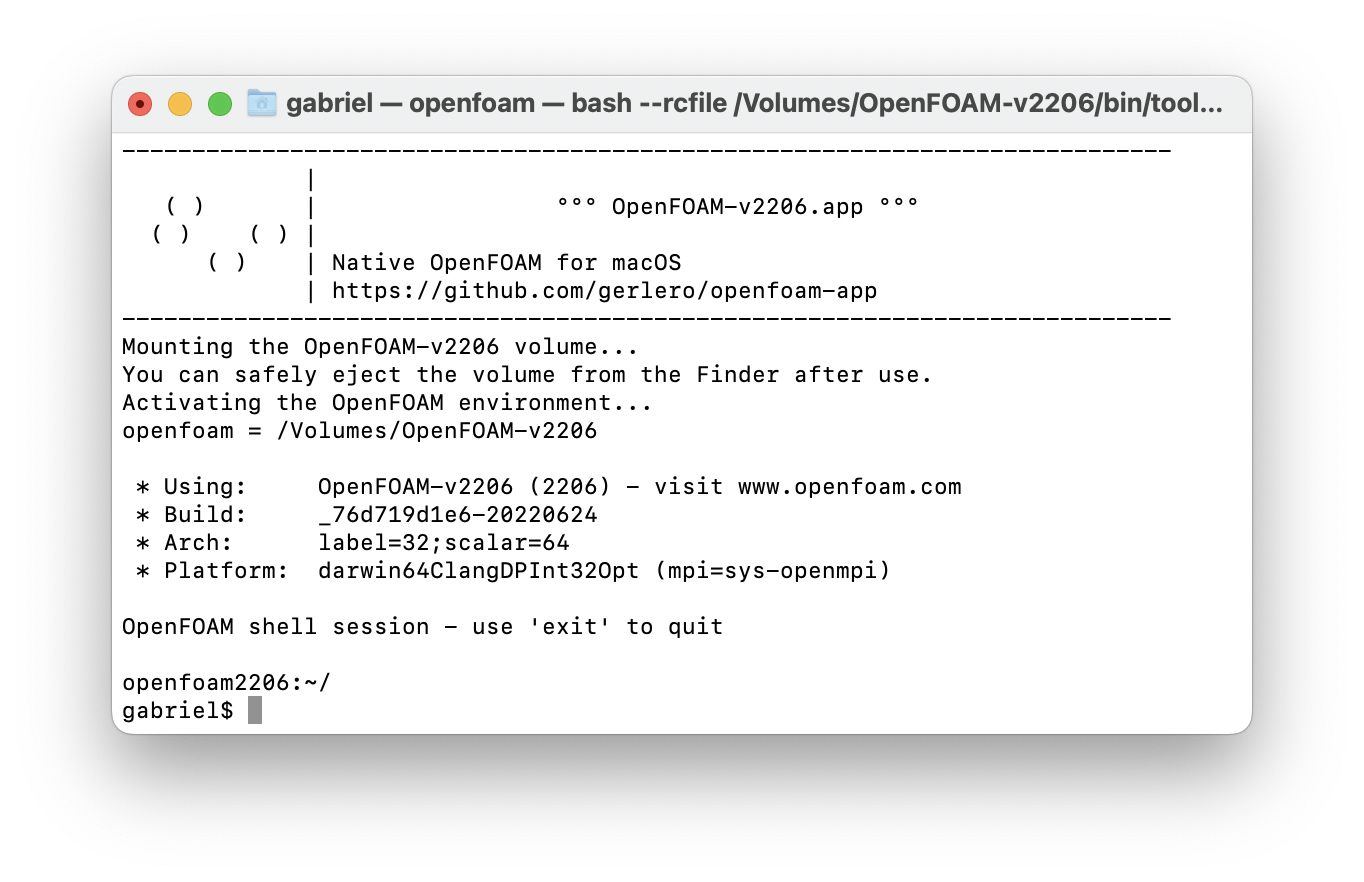 gabriel — openfoam — bash --rcfile /Volumes/OpenFOAM-v2206/bin/tool...
---------------------------------------------------------------------------
             |
   ( )       |                 °°° OpenFOAM-v2206.app °°°
  ( )    ( ) |
      ( )    | Native OpenFOAM for macOS
             | https://github.com/gerlero/openfoam-app
---------------------------------------------------------------------------
Mounting the OpenFOAM-v2206 volume...
You can safely eject the volume from the Finder after use.
Activating the OpenFOAM environment...
openfoam = /Volumes/OpenFOAM-v2206

 * Using:     OpenFOAM-v2206 (2206) - visit www.openfoam.com
 * Build:     _76d719d1e6-20220624
 * Arch:      label=32;scalar=64
 * Platform:  darwin64ClangDPInt32Opt (mpi=sys-openmpi)

OpenFOAM shell session - use 'exit' to quit

openfoam2206:~/
gabriel$